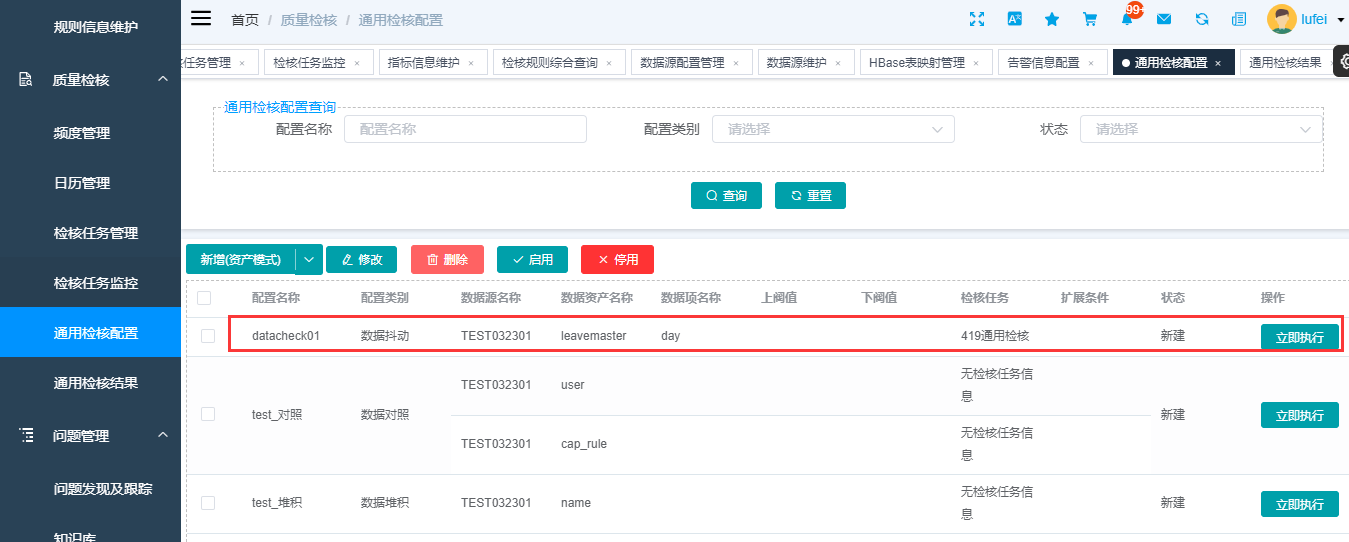 规则信息维护
质量检核
频度管理
日历管理
检核任务管理
检核任务监控
通用检核配置
通用检核结果
问题管理
问题发现及跟踪
知识库
首页 / 质量检核 / 通用检核配置
99+
lufei
任务管理 × 检核任务监控 × 指标信息维护 × 检核规则综合查询 × 数据源配置管理 × 数据源维护 × HBase表映射管理 × 告警信息配置 × 通用检核配置 × 通用检核结果
通用检核配置查询
配置名称 配置名称 配置类别 请选择 状态 请选择
查询 重置
新增(资产模式) 修改 删除 启用 停用
配置名称 配置类别 数据源名称 数据资产名称 数据项名称 上阀值 下阀值 检核任务 扩展条件 状态 操作
datacheck01 数据抖动 TEST032301 leavemaster day 419通用检核 新建 立即执行
test_对照 数据对照 TEST032301 user 无检核任务信息 新建 立即执行
TEST032301 cap_rule 无检核任务信息
test_堆积 数据堆积 TEST032301 name 无检核任务信息 新建 立即执行